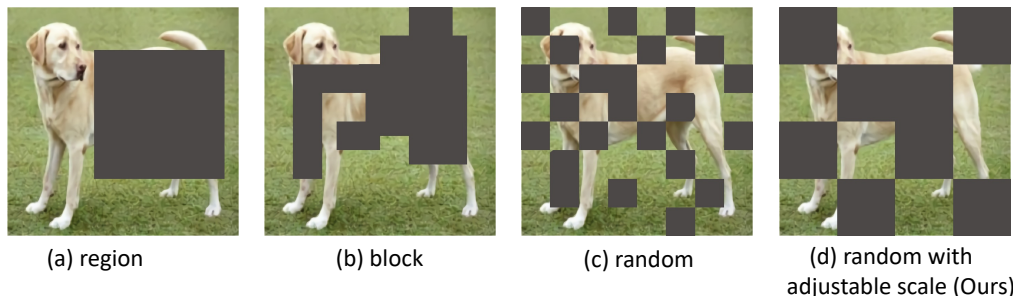 (a) region
(b) block
(c) random
(d) random with
adjustable scale (Ours)